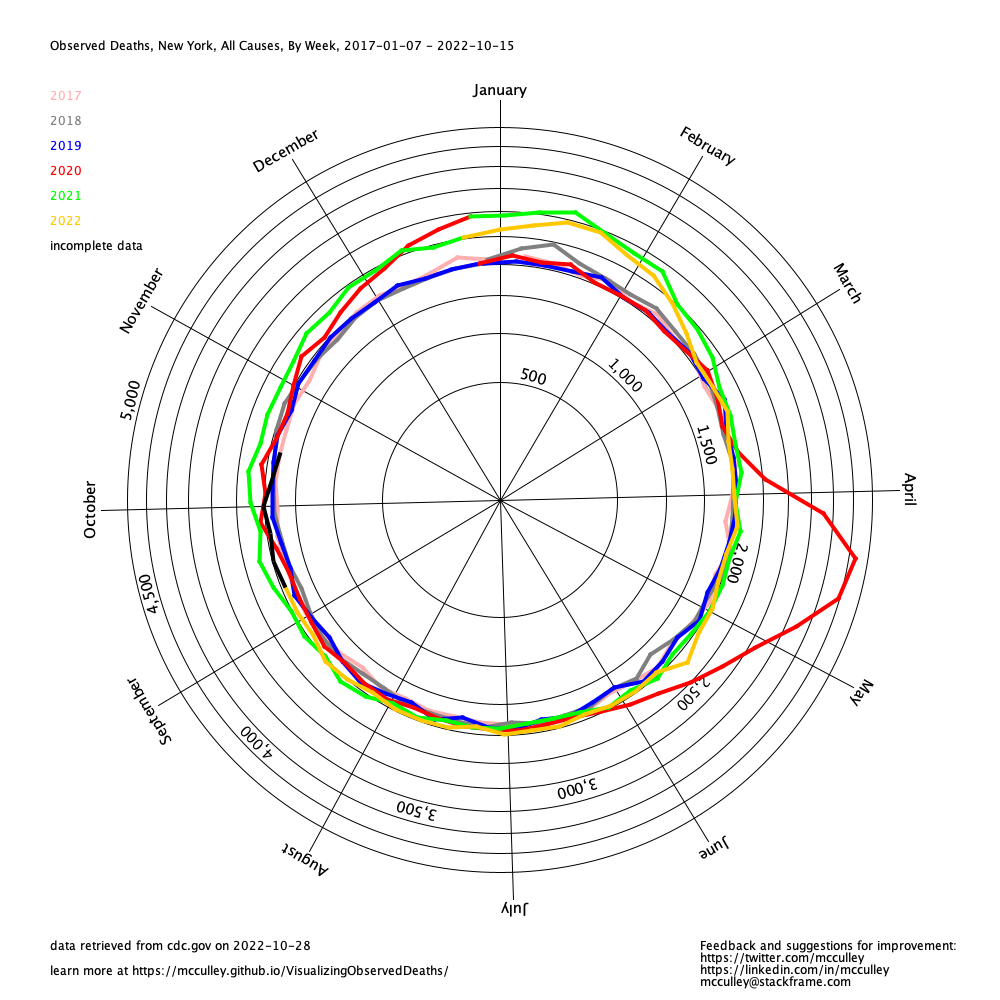 Observed Deaths, New York, All Causes, By Week, 2017-01-07 - 2022-10-15
2017
2018
2019
2020
2021
2022
incomplete data
January
February
March
April
May
June
July
August
September
October
November
December
500
1,000
1,500
2,000
2,500
3,000
3,500
4,000
4,500
5,000
data retrieved from cdc.gov on 2022-10-28
learn more at https://mcculley.github.io/VisualizingObservedDeaths/
Feedback and suggestions for improvement:
https://twitter.com/mcculley
https://linkedin.com/in/mcculley
mcculley@stackframe.com